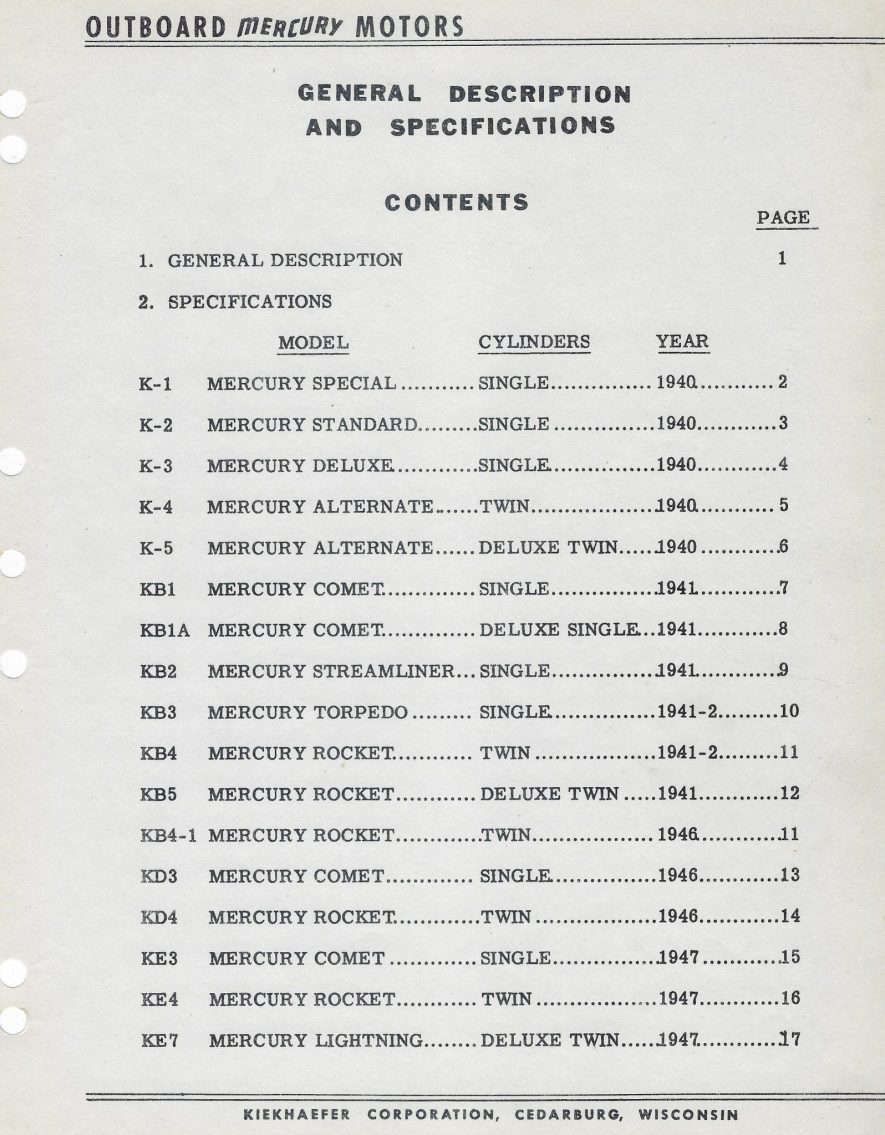 OUTBOARD MERCURY MOTORS
GENERAL DESCRIPTION
AND SPECIFICATIONS
CONTENTS
PAGE
1. GENERAL DESCRIPTION 1
2. SPECIFICATIONS
MODEL CYLINDERS YEAR
K-1 MERCURY SPECIAL ........... SINGLE............... 1940........... 2
K-2 MERCURY STANDARD.........SINGLE ...............1940............3
K-3 MERCURY DELUXE............SINGLE................1940............4
K-4 MERCURY ALTERNATE.......TWIN...................1940........... 5
K-5 MERCURY ALTERNATE...... DELUXE TWIN......1940 ............6
KB1 MERCURY COMET..............SINGLE................1941............7
KB1A MERCURY COMET.............. DELUXE SINGLE...1941............8
KB2 MERCURY STREAMLINER...SINGLE................1941............9
KB3 MERCURY TORPEDO ......... SINGLE................1941-2.........10
KB4 MERCURY ROCKET............ TWIN ..................1941-2.........11
KB5 MERCURY ROCKET............ DELUXE TWIN .....1941............12
KB4-1 MERCURY ROCKET............TWIN................... 1946............11
KD3 MERCURY COMET............. SINGLE................1946............13
KD4 MERCURY ROCKET.............TWIN ..................1946............14
KE3 MERCURY COMET .............SINGLE................1947............15
KE4 MERCURY ROCKET............ TWIN ..................1947............16
KE7 MERCURY LIGHTNING........ DELUXE TWIN......1947............17
KIEKHAEFER CORPORATION, CEDARBURG, WISCONSIN